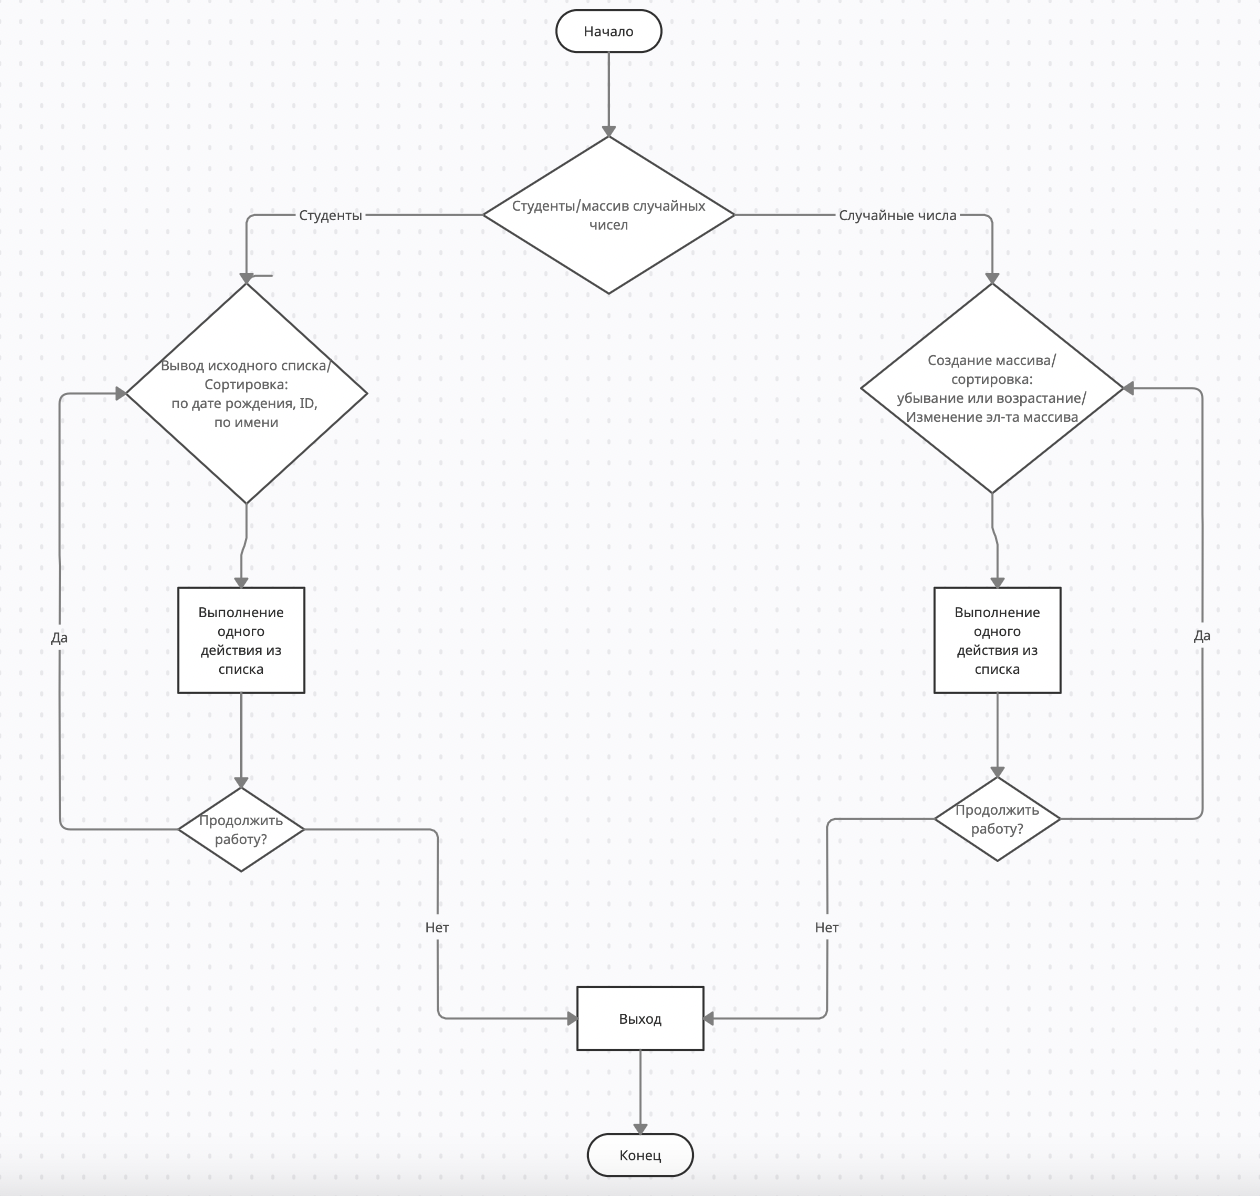 Начало
Студенты/массив случайных
чисел
Студенты
Случайные числа
Вывод исходного списка/
Сортировка:
по дате рождения, ID,
по имени
Создание массива/
сортировка:
убывание или возрастание/
Изменение эл-та массива
Выполнение
одного
действия из
списка
Выполнение
одного
действия из
списка
Да
Да
Продолжить
работу?
Продолжить
работу?
Нет
Нет
Выход
Конец